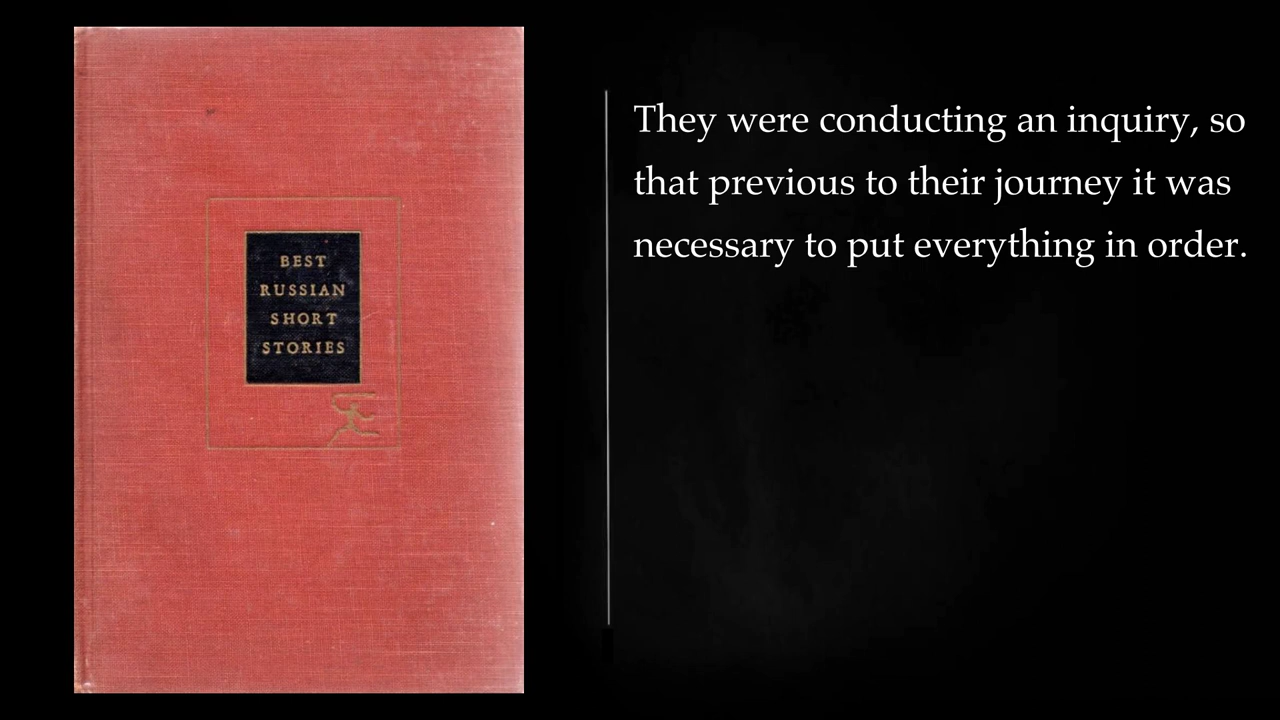 BEST
RUSSIAN
SHORT
STORIES
They were conducting an inquiry, so
that previous to their journey it was
necessary to put everything in order.